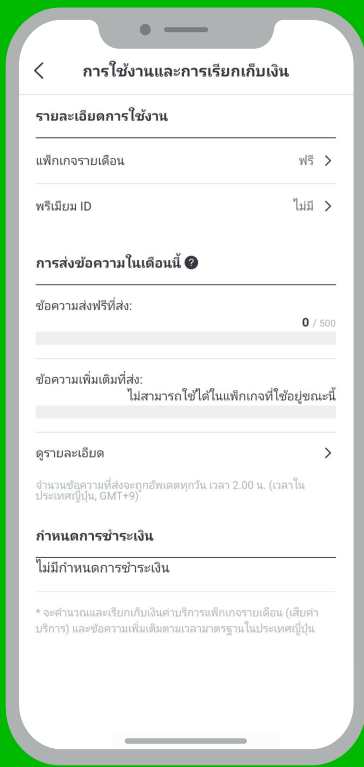 การใช้งานและการเรียกเก็บเงิน
รายละเอียดการใช้งาน
แพ็กเกจรายเดือน ฟรี
พรีเมียม ID ไม่มี
การส่งข้อความในเดือนนี้ ?
ข้อความส่งฟรีที่ส่ง:
0 / 500
ข้อความเพิ่มเติมที่ส่ง:
ไม่สามารถใช้ได้ในแพ็กเกจที่ใช้อยู่ขณะนี้
ดูรายละเอียด
จำนวนข้อความที่ส่งจะถูกอัพเดตทุกวัน เวลา 2.00 น. (เวลาใน
ประเทศญี่ปุ่น, GMT+9)
กำหนดการชำระเงิน
ไม่มีกำหนดการชำระเงิน
* จะคำนวณและเรียกเก็บเงินค่าบริการแพ็กเกจรายเดือน (เสียค่า
บริการ) และข้อความเพิ่มเติมตามเวลามาตรฐานในประเทศญี่ปุ่น